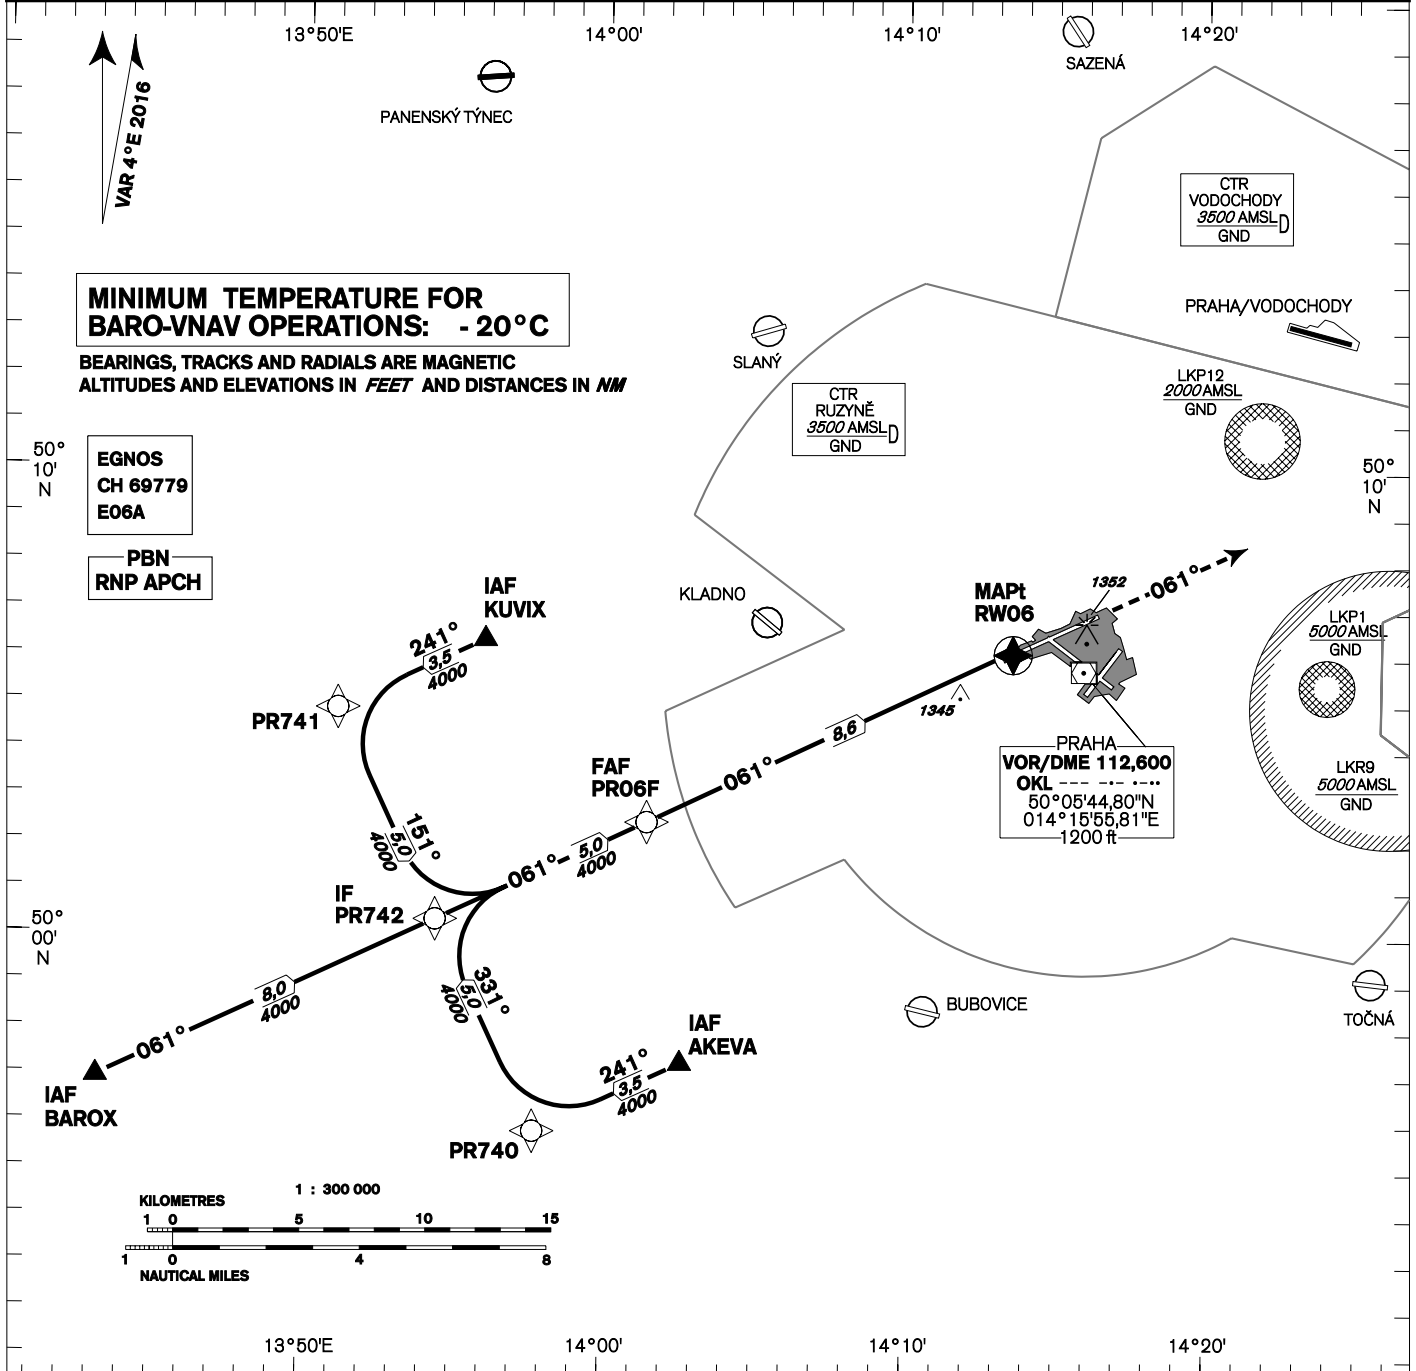 13°50'E
14°00'
14°10'
14°20'
SAZENÁ
PANENSKÝ TÝNEC
VAR 4°E 2016
CTR
VODOCHODY
3500 AMSL D
GND
MINIMUM TEMPERATURE FOR
BARO-VNAV OPERATIONS: - 20°C
BEARINGS, TRACKS AND RADIALS ARE MAGNETIC
ALTITUDES AND ELEVATIONS IN FEET AND DISTANCES IN NM
PRAHA/VODOCHODY
SLANÝ
LKP12
2000 AMSL
GND
CTR
RUZYNĚ
3500 AMSL D
GND
50°
10'
N
EGNOS
CH 69779
E06A
50°
10'
N
PBN
RNP APCH
IAF
KUVIX
KLADNO
MAPt
RW06
1352
061°
LKP1
5000 AMSL
GND
241°
3,5
4000
PR741
1345
8,6
PRAHA
VOR/DME 112,600
OKL --- -·- ·-··
50°05'44,80"N
014°15'55,81"E
1200 ft
FAF
PR06F
061°
LKR9
5000 AMSL
GND
151°
5,0
4000
061°
5,0
4000
IF
PR742
50°
00'
N
331°
5,0
4000
8,0
4000
BUBOVICE
TOČNÁ
061°
IAF
AKEVA
241°
3,5
4000
IAF
BAROX
PR740
1 : 300 000
KILOMETRES
1 0 5 10 15
1 0 4 8
NAUTICAL MILES
13°50'E
14°00'
14°10'
14°20'